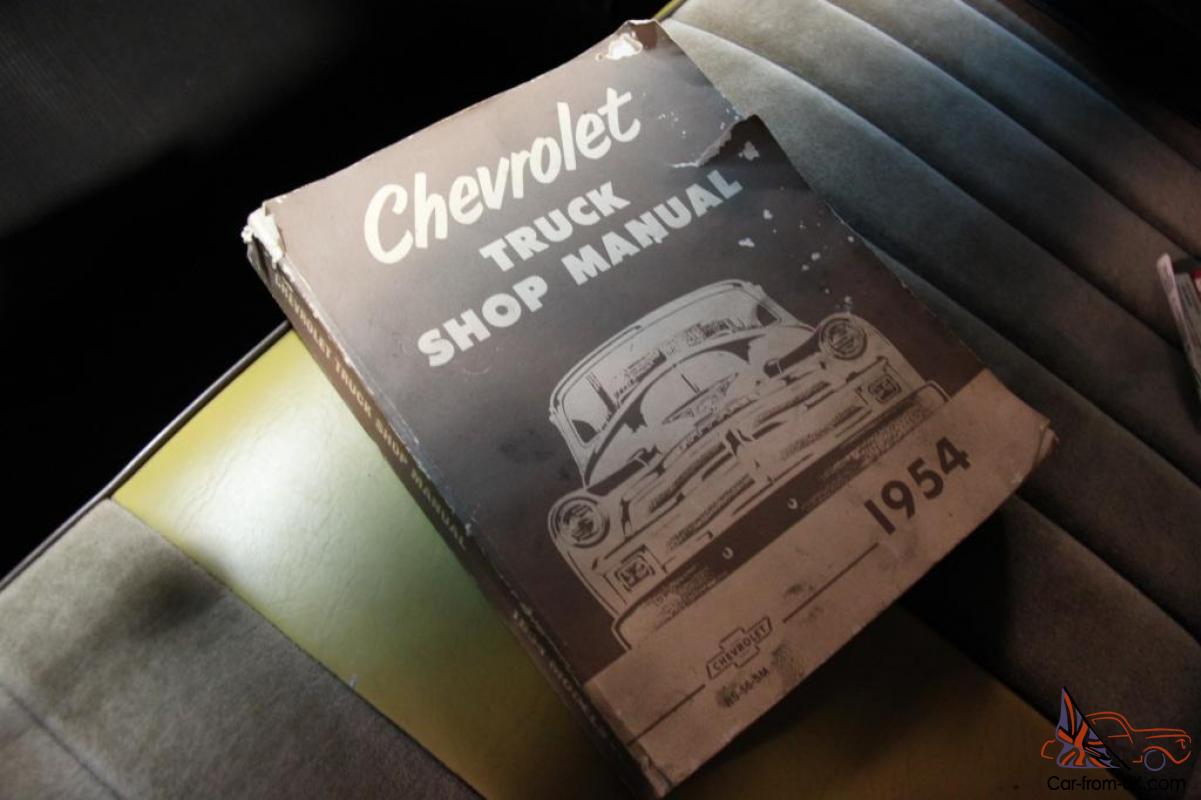 Chevrolet
TRUCK
SHOP MANUAL
1954
CHEVROLET
CHEVROLET TRUCK SHOP MANUAL
Car-from-UK.com